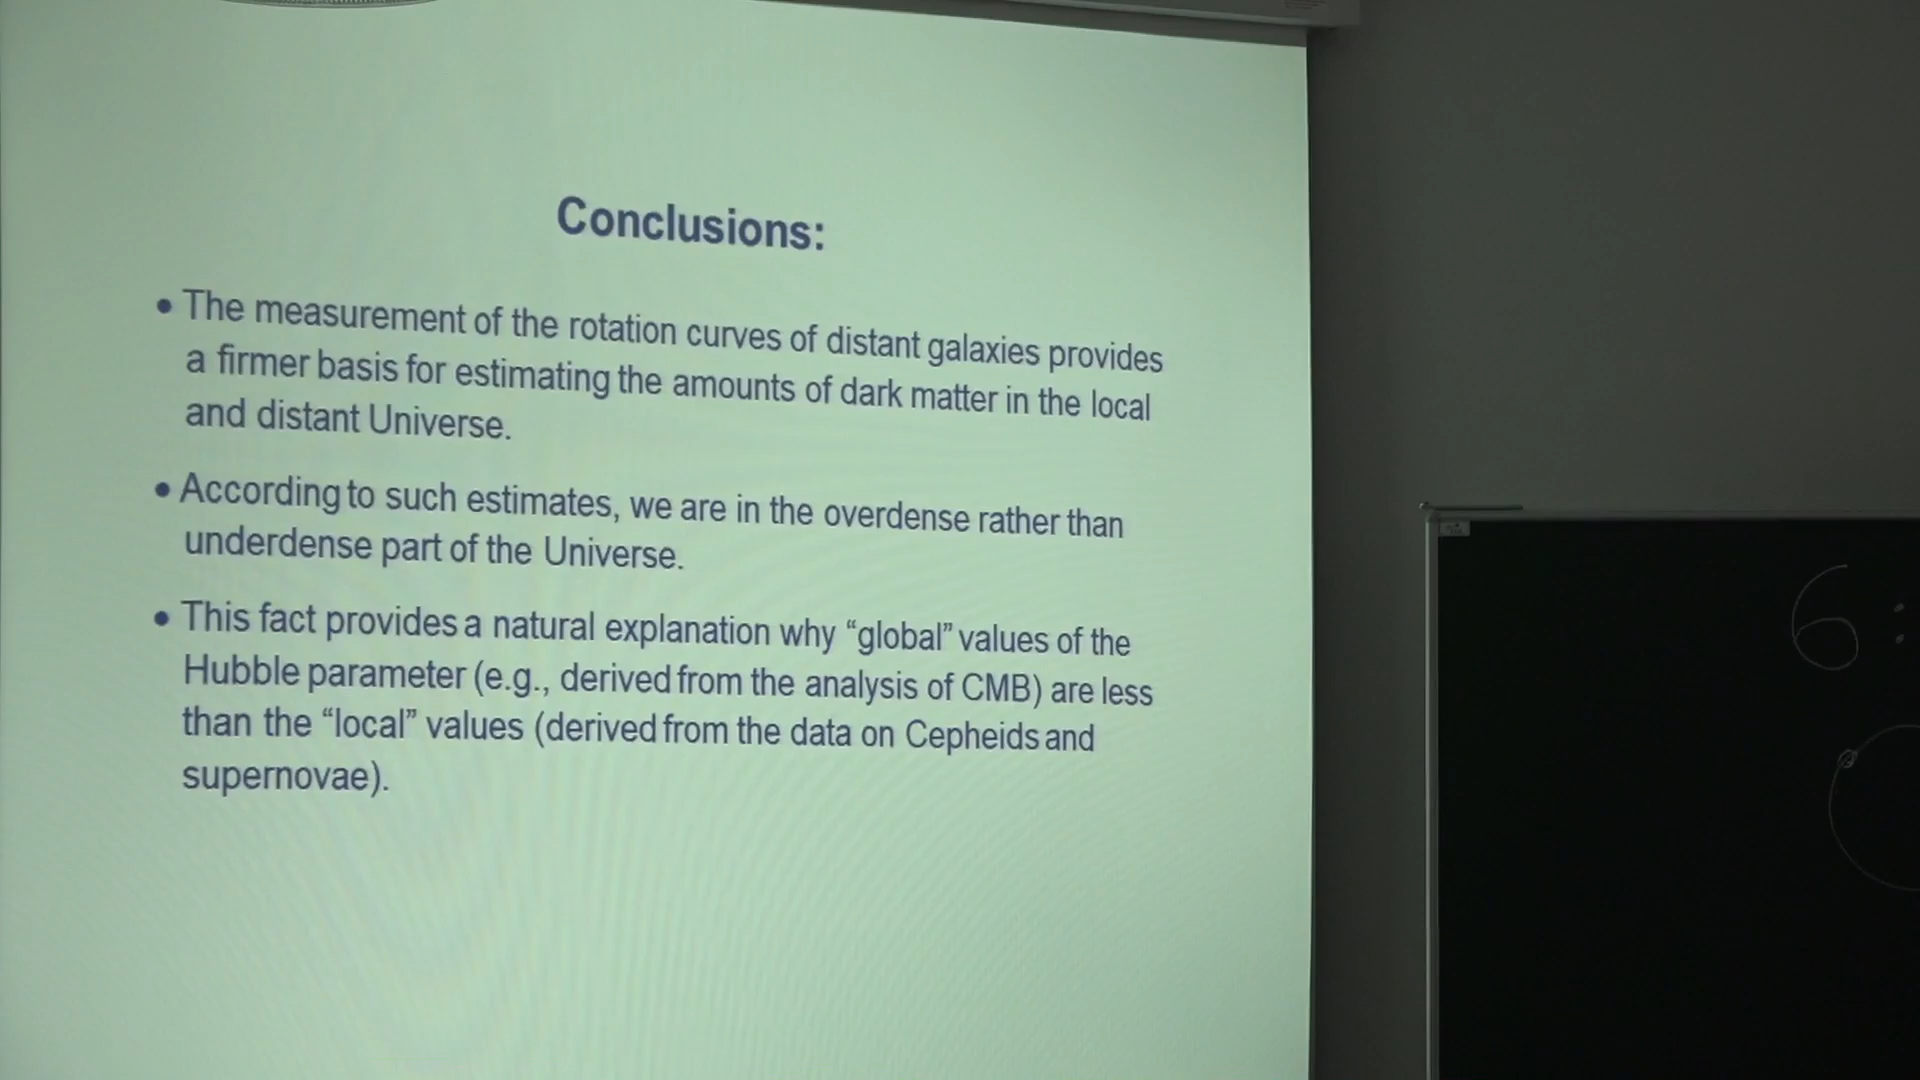 Conclusions:
• The measurement of the rotation curves of distant galaxies provides
a firmer basis for estimating the amounts of dark matter in the local
and distant Universe.
• According to such estimates, we are in the overdense rather than
underdense part of the Universe.
• This fact provides a natural explanation why “global” values of the
Hubble parameter (e.g., derived from the analysis of CMB) are less
than the “local” values (derived from the data on Cepheids and
supernovae).
6: